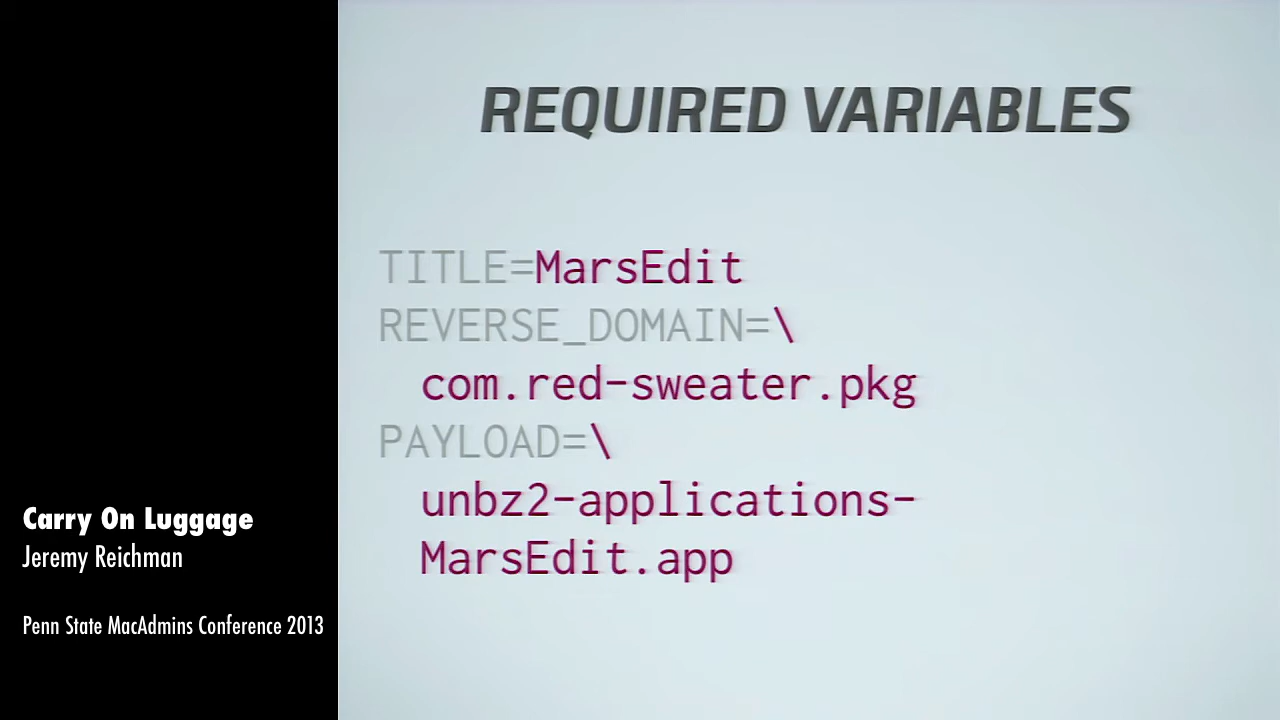 REQUIRED VARIABLES
TITLE=MarsEdit
REVERSE_DOMAIN=\
com.red-sweater.pkg
PAYLOAD=\
unbz2-applications-
MarsEdit.app
Carry On Luggage
Jeremy Reichman
Penn State MacAdmins Conference 2013